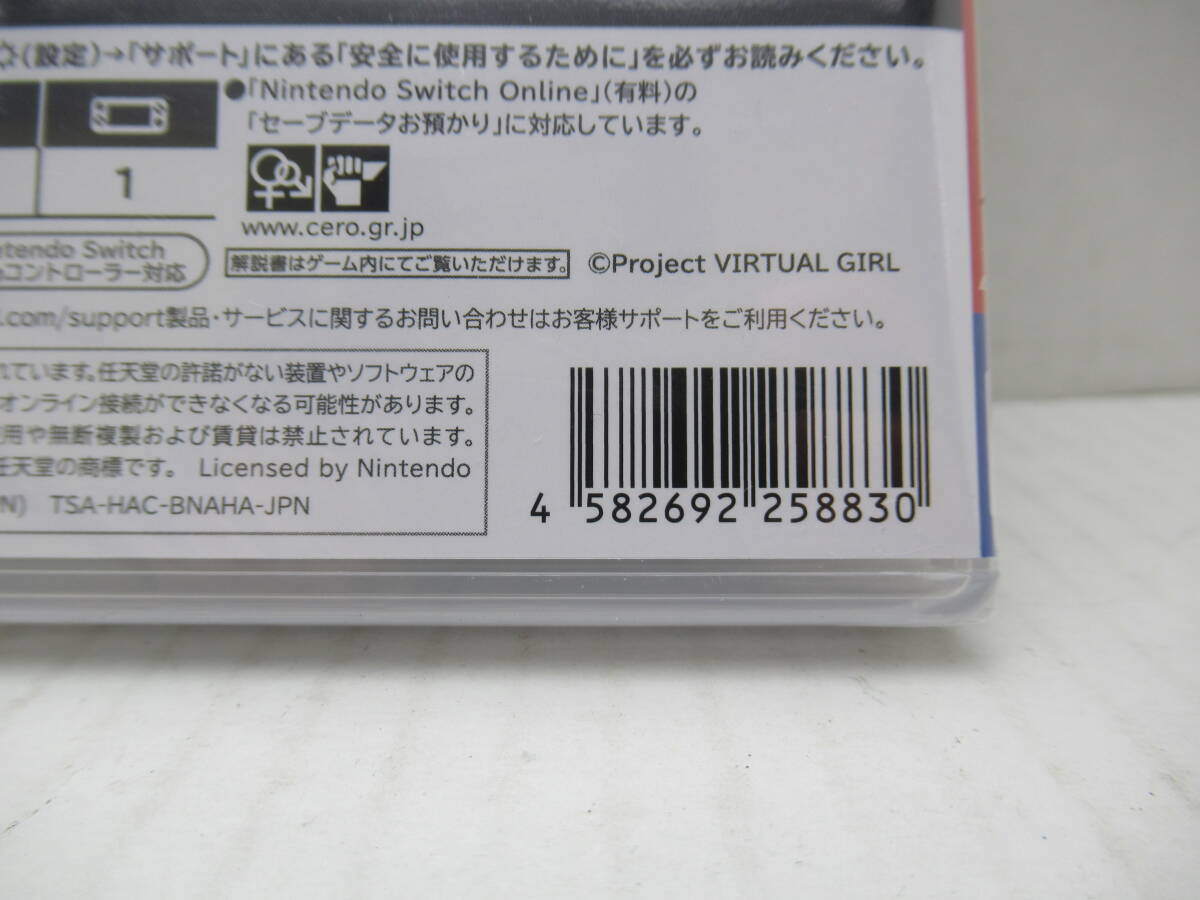 (設定)→「サポート」にある「安全に使用するために」を必ずお読みください。
●「Nintendo Switch Online」(有料)の
「セーブデータお預かり」に対応しています。
1
www.cero.gr.jp
Nintendo Switch
コントローラー対応
解説書はゲーム内にてご覧いただけます。
©Project VIRTUAL GIRL
.com/support製品・サービスに関するお問い合わせはお客様サポートをご利用ください。
れています。任天堂の許諾がない装置やソフトウェアの
オンライン接続ができなくなる可能性があります。
用や無断複製および賃貸は禁止されています。
任天堂の商標です。 Licensed by Nintendo
TSA-HAC-BNAHA-JPN
4 582692 258830